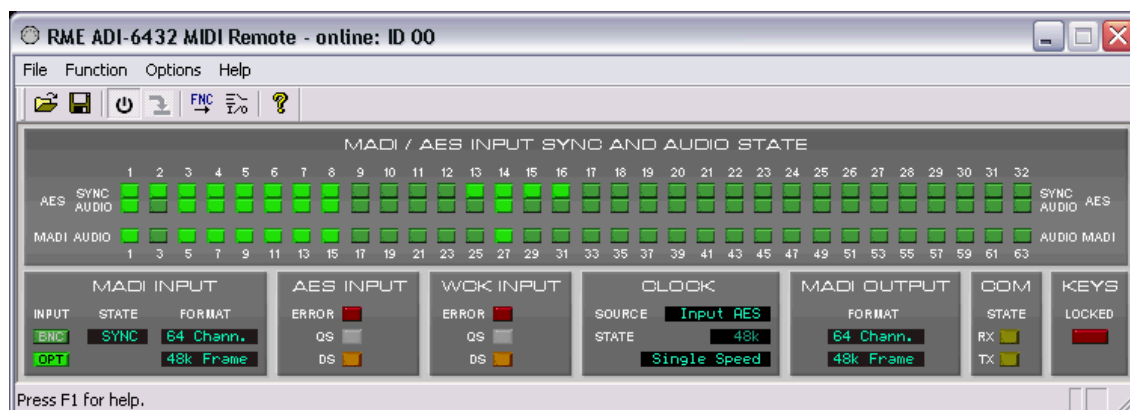 RME ADI-6432 MIDI Remote - online: ID 00
File Function Options Help
FNC I/O ?
MADI / AES INPUT SYNC AND AUDIO STATE
1 2 3 4 5 6 7 8 9 10 11 12 13 14 15 16 17 18 19 20 21 22 23 24 25 26 27 28 29 30 31 32
AES SYNC SYNC AES
AUDIO AUDIO
MADI AUDIO AUDIO MADI
1 3 5 7 9 11 13 15 17 19 21 23 25 27 29 31 33 35 37 39 41 43 45 47 49 51 53 55 57 59 61 63
MADI INPUT AES INPUT WCK INPUT CLOCK MADI OUTPUT COM KEYS
INPUT STATE FORMAT ERROR ERROR SOURCE Input AES FORMAT STATE LOCKED
BNC SYNC 64 Chann. QS QS STATE 48k 64 Chann. RX
OPT 48k Frame DS DS Single Speed 48k Frame TX
Press F1 for help.